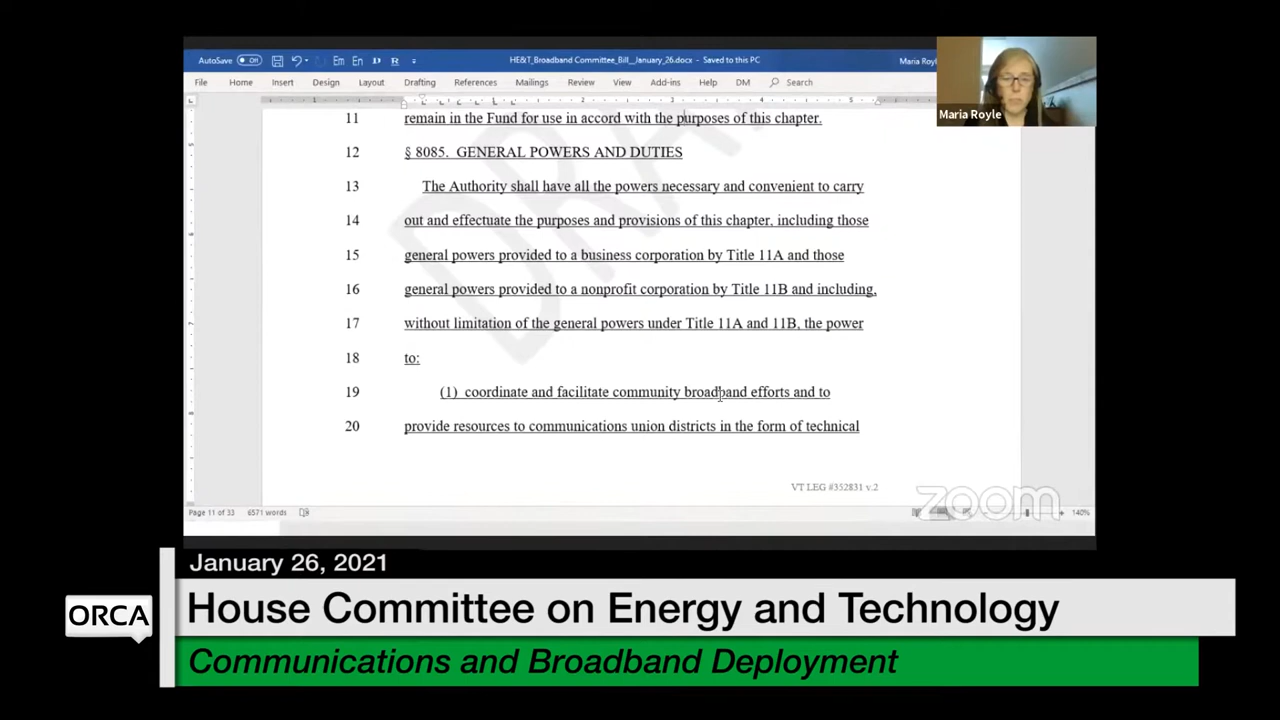 AutoSave Off
Em En D R
HE&T_Broadband Committee_Bill__January_26.docx - Saved to this PC
Maria Royl
File Home Insert Design Layout Drafting References Mailings Review View Add-ins Help DM Search
Maria Royle
11 remain in the Fund for use in accord with the purposes of this chapter.
12 § 8085. GENERAL POWERS AND DUTIES
13 The Authority shall have all the powers necessary and convenient to carry
14 out and effectuate the purposes and provisions of this chapter, including those
15 general powers provided to a business corporation by Title 11A and those
16 general powers provided to a nonprofit corporation by Title 11B and including,
17 without limitation of the general powers under Title 11A and 11B, the power
18 to:
19 (1) coordinate and facilitate community broadband efforts and to
20 provide resources to communications union districts in the form of technical
VT LEG #352831 v.2
zoom
Page 11 of 33 6571 words
140%
January 26, 2021
ORCA
House Committee on Energy and Technology
Communications and Broadband Deployment